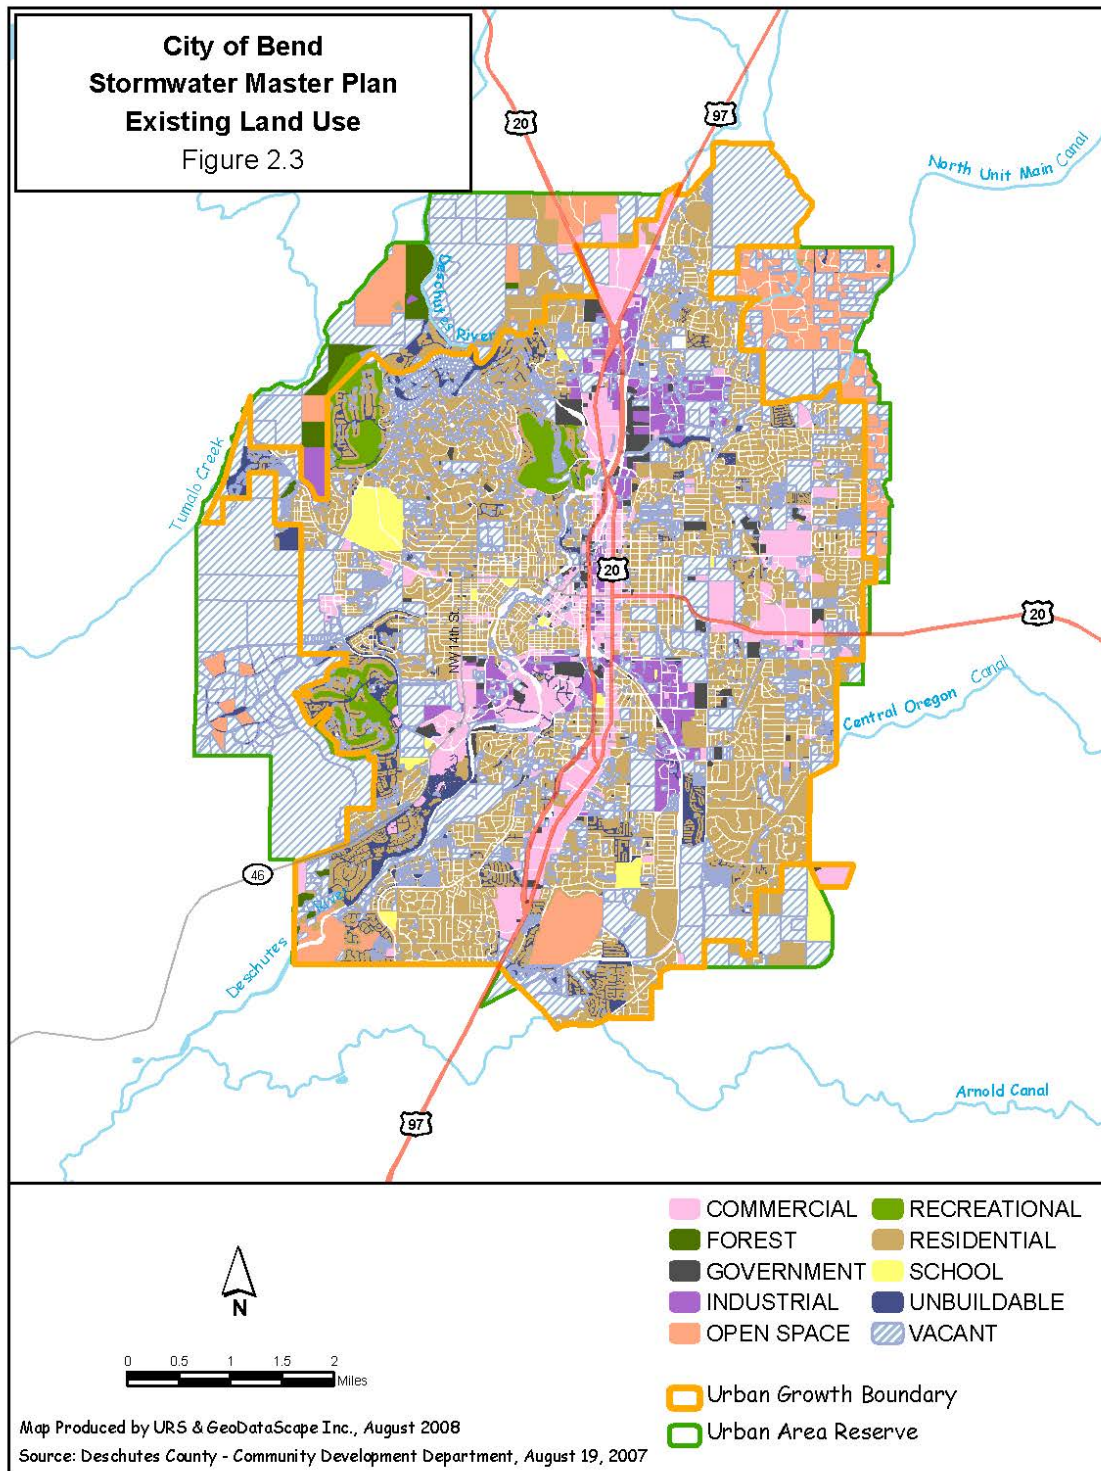 City of Bend
Stormwater Master Plan
Existing Land Use
Figure 2.3
20
97
North Unit Main Canal
Deschutes River
Tumalo Creek
20
NW 14th St
20
Central Oregon Canal
46
Deschutes River
Arnold Canal
97
COMMERCIAL
FOREST
GOVERNMENT
INDUSTRIAL
OPEN SPACE
RECREATIONAL
RESIDENTIAL
SCHOOL
UNBUILDABLE
VACANT
Urban Growth Boundary
Urban Area Reserve
N
0 0.5 1 1.5 2
Miles
Map Produced by URS & GeoDataScape Inc., August 2008
Source: Deschutes County - Community Development Department, August 19, 2007